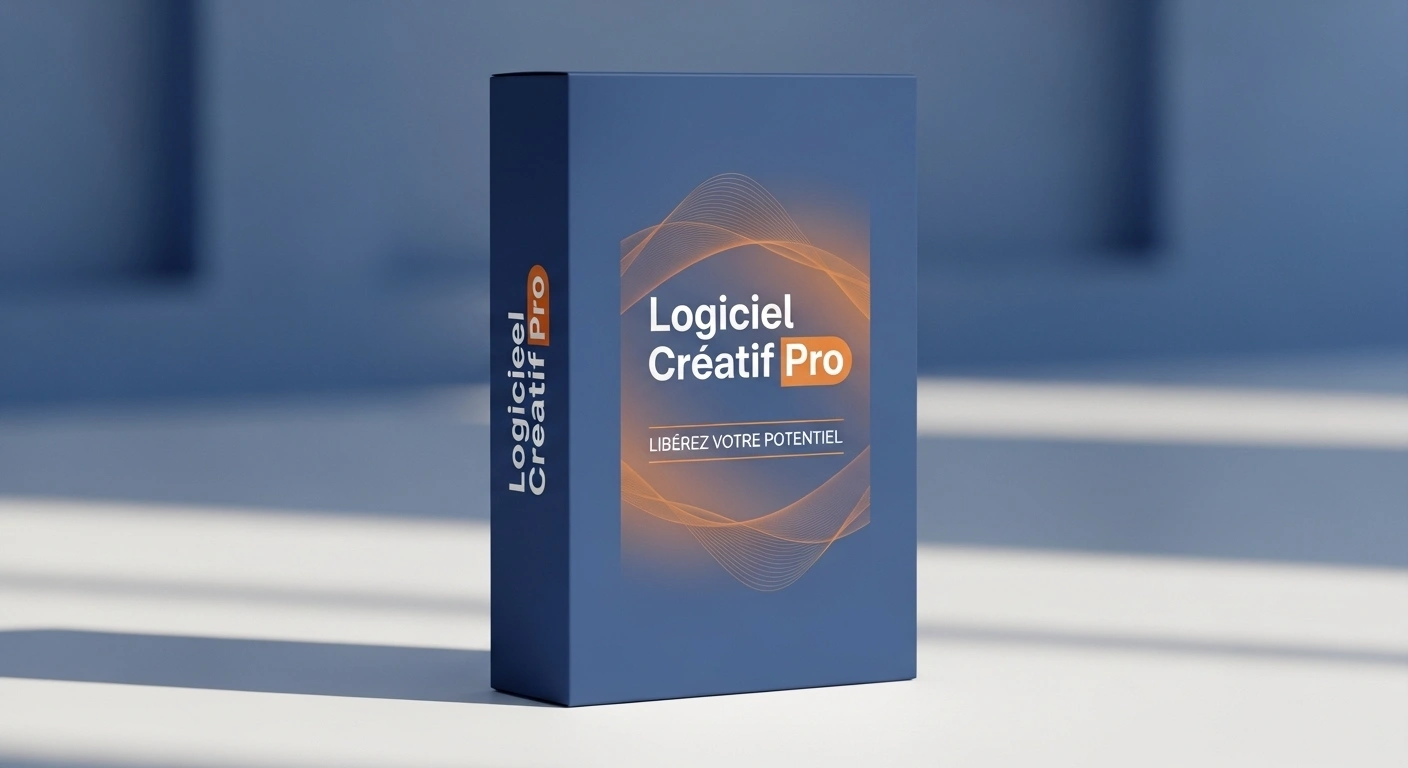 Logicieel
Créatif Pro
Logiciel
Créatif Pro
LIBÉREZ VOTRE POTENTIEL